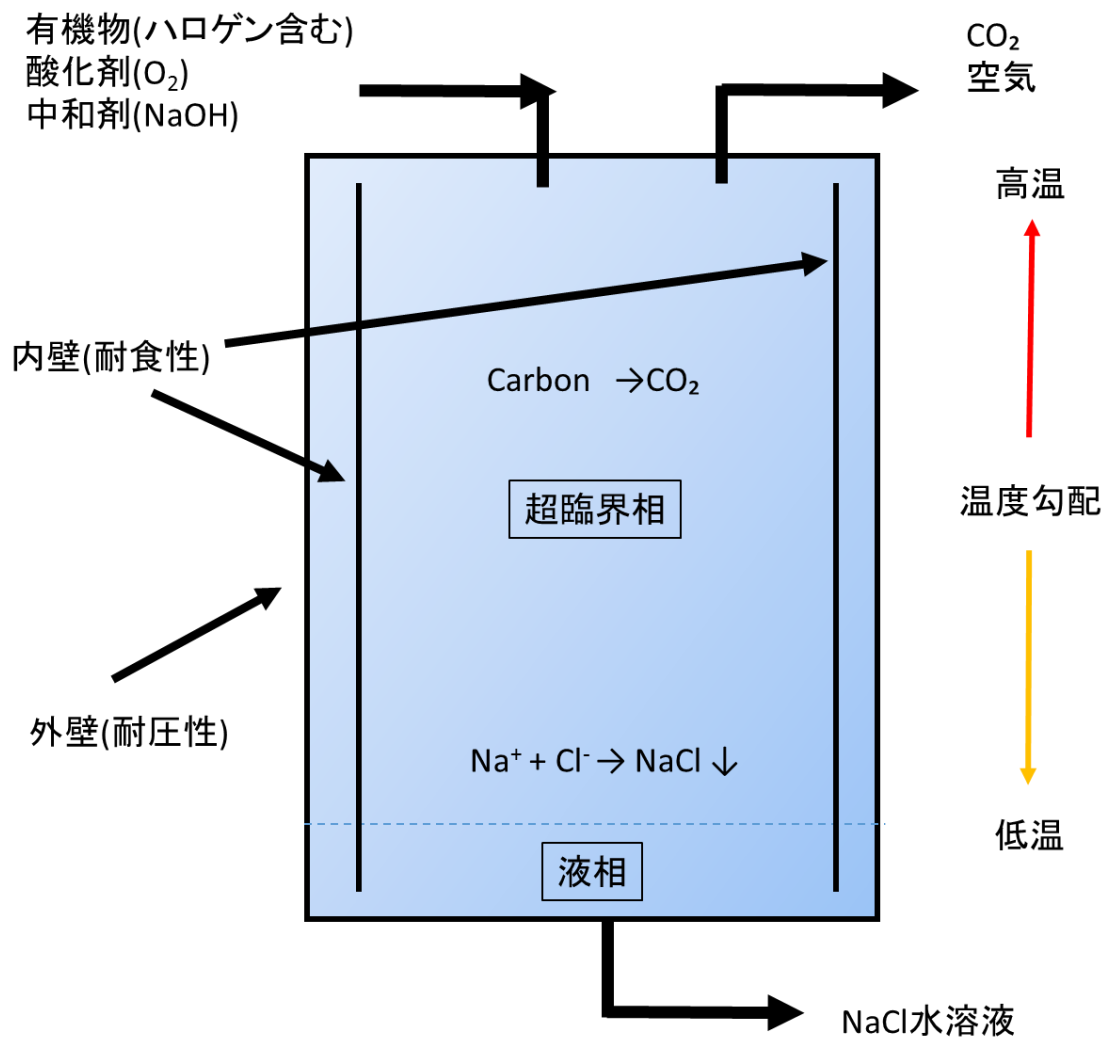 有機物(ハロゲン含む)
酸化剤(O₂)
中和剤(NaOH)
CO₂
空気
高温
内壁(耐食性)
Carbon →CO₂
超臨界相
温度勾配
外壁(耐圧性)
Na⁺ + Cl⁻→ NaCl ↓
低温
液相
NaCl水溶液